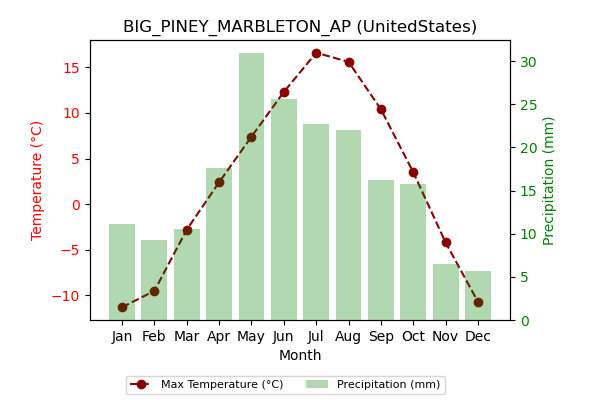 BIG_PINEY_MARBLETON_AP (UnitedStates)
15
10
5
0
−5
−10
Temperature (°C)
30
25
20
15
10
5
0
Precipitation (mm)
Jan Feb Mar Apr May Jun Jul Aug Sep Oct Nov Dec
Month
Max Temperature (°C) Precipitation (mm)